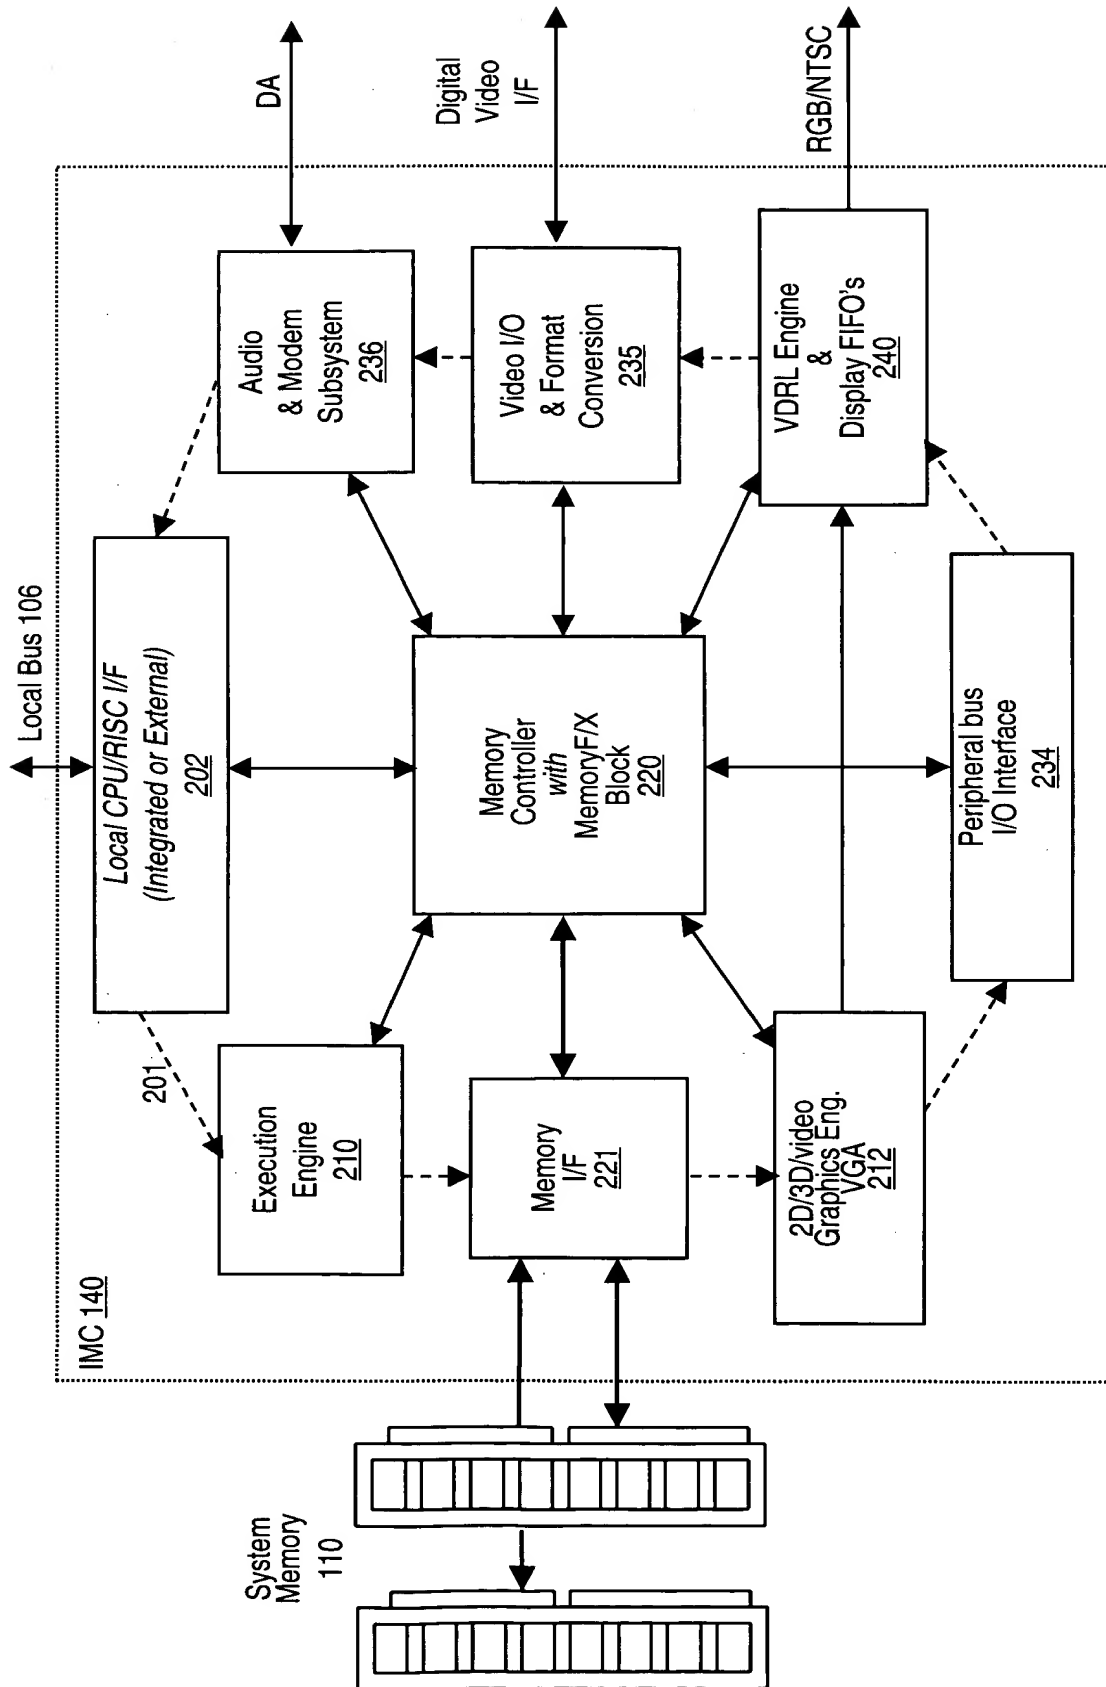 Local Bus 106
IMC 140
Local CPU/RISC I/F
(Integrated or External)
202
201
Execution
Engine
210
Audio
& Modem
Subsystem
236
DA
System
Memory
110
Memory
I/F
221
Memory
Controller
with
MemoryF/X
Block
220
Video I/O
& Format
Conversion
235
Digital
Video
I/F
2D/3D/video
Graphics Eng.
VGA
212
VDRL Engine
&
Display FIFO's
240
RGB/NTSC
Peripheral bus
I/O Interface
234